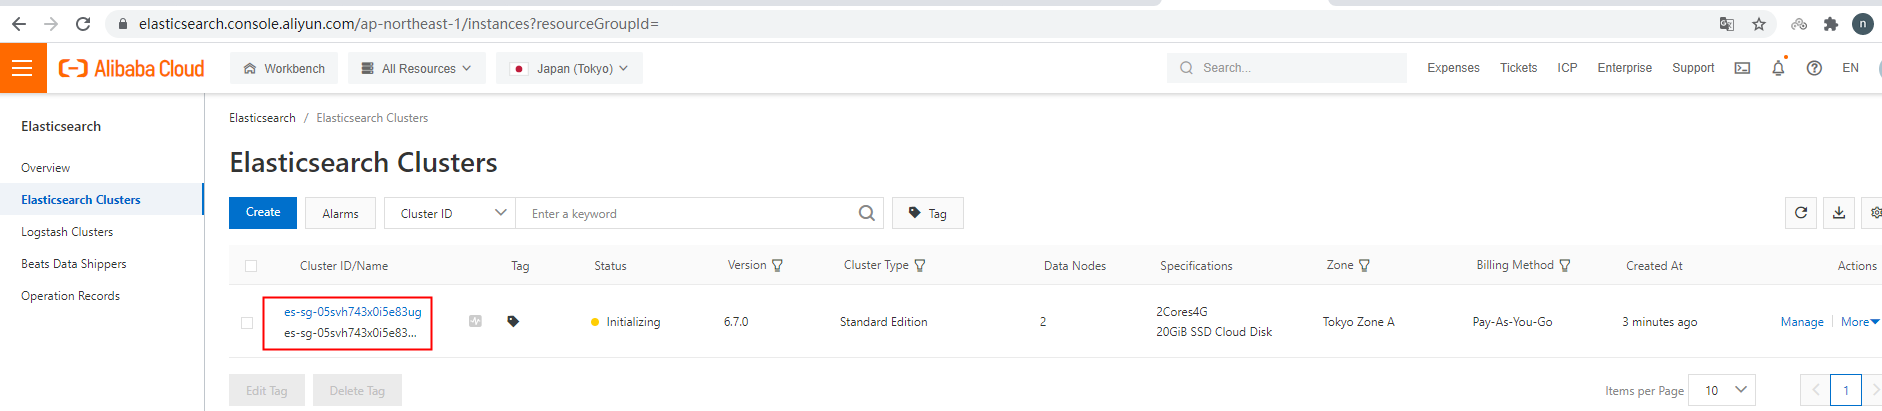 elasticsearch.console.aliyun.com/ap-northeast-1/instances?resourceGroupId=
n
Alibaba Cloud Workbench All Resources Japan (Tokyo) Search... Expenses Tickets ICP Enterprise Support EN
Elasticsearch
Overview
Elasticsearch Clusters
Logstash Clusters
Beats Data Shippers
Operation Records
Elasticsearch / Elasticsearch Clusters
Elasticsearch Clusters
Create Alarms Cluster ID Enter a keyword Tag
Cluster ID/Name Tag Status Version Cluster Type Data Nodes Specifications Zone Billing Method Created At Actions
es-sg-05svh743x0i5e83ug
es-sg-05svh743x0i5e83...
Initializing 6.7.0 Standard Edition 2
2Cores4G
20GiB SSD Cloud Disk
Tokyo Zone A Pay-As-You-Go 3 minutes ago Manage More
Edit Tag Delete Tag Items per Page 10 1